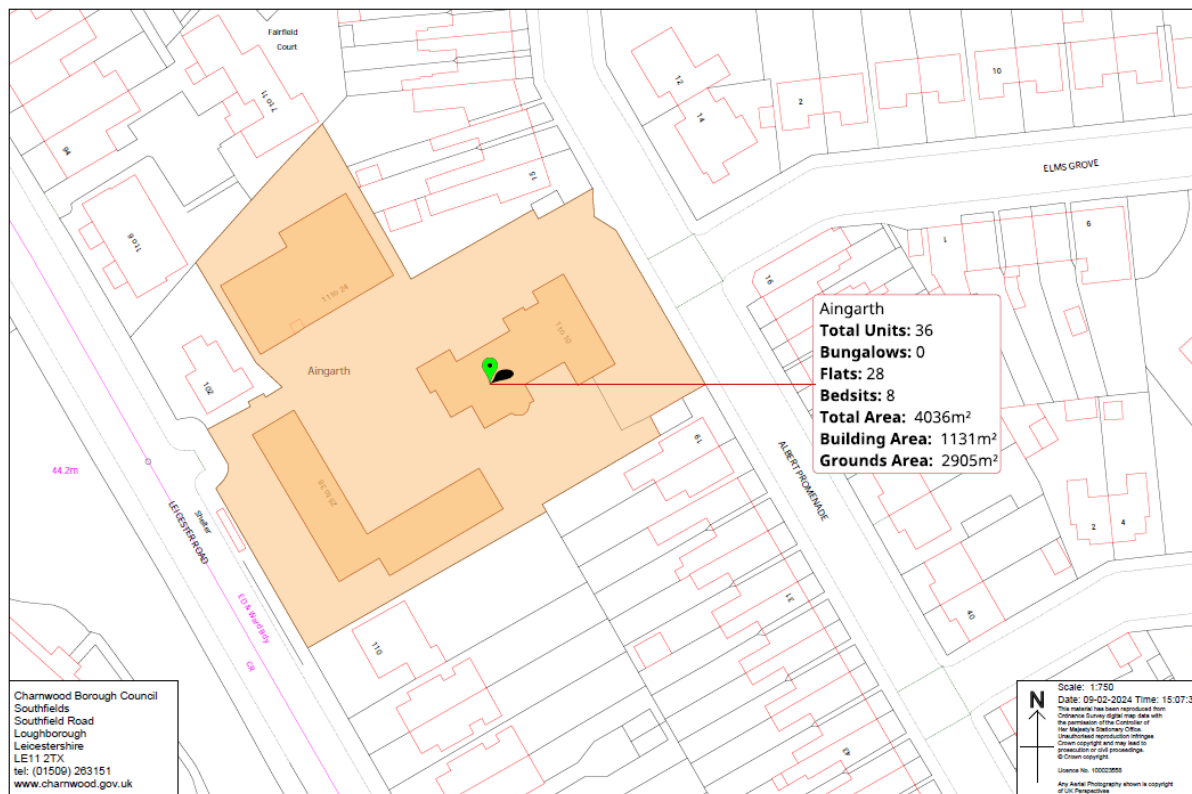 Fairfield
Court
7 to 11
94
1 to 6
102
12
14
2
10
ELMS GROVE
15
11 to 24
1 to 10
Aingarth
16
1
6
Aingarth
Total Units: 36
Bungalows: 0
Flats: 28
Bedsits: 8
Total Area: 4036m²
Building Area: 1131m²
Grounds Area: 2905m²
19
ALBERT PROMENADE
44.2m
Shelter
LEICESTER ROAD
ED & Ward Bdy
CR
110
31
43
2
4
40
Charnwood Borough Council
Southfields
Southfield Road
Loughborough
Leicestershire
LE11 2TX
tel: (01509) 263151
www.charnwood.gov.uk
N
Scale: 1:750
Date: 09-02-2024 Time: 15:07:3
This material has been reproduced from
Ordnance Survey digital map data with
the permission of the Controller of
Her Majesty's Stationery Office.
Unauthorised reproduction infringes
Crown copyright and may lead to
prosecution or civil proceedings.
© Crown copyright.
Licence No. 100023558
Any Aerial Photography shown is copyright
of UK Perspectives